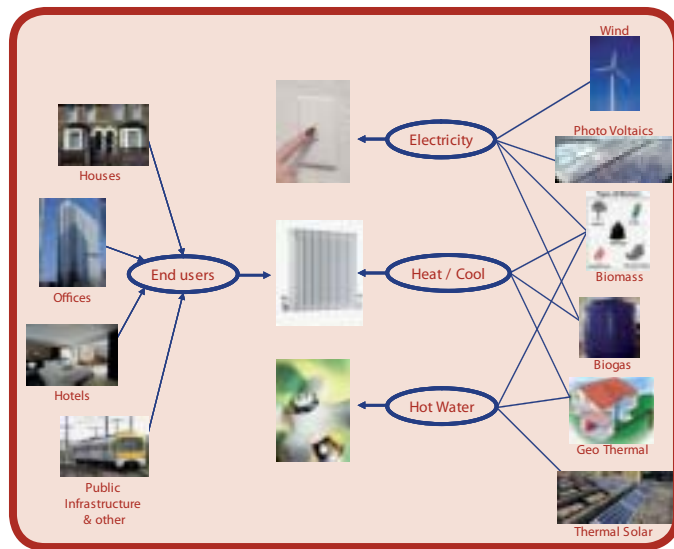 Wind
Electricity
Photo Voltaics
Houses
End users
Heat / Cool
Biomass
Offices
Biogas
Hotels
Hot Water
Geo Thermal
Public
Infrastructure
& other
Thermal Solar